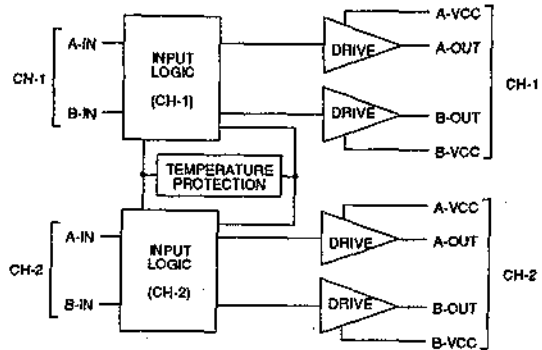 A-VCC
A-IN
INPUT
DRIVE
A-OUT
LOGIC
CH-1
CH-1
(CH-1)
B-IN
DRIVE
B-OUT
B-VCC
TEMPERATURE
PROTECTION
A-VCC
A-IN
INPUT
DRIVE
A-OUT
LOGIC
CH-2
CH-2
(CH-2)
B-IN
DRIVE
B-OUT
B-VCC